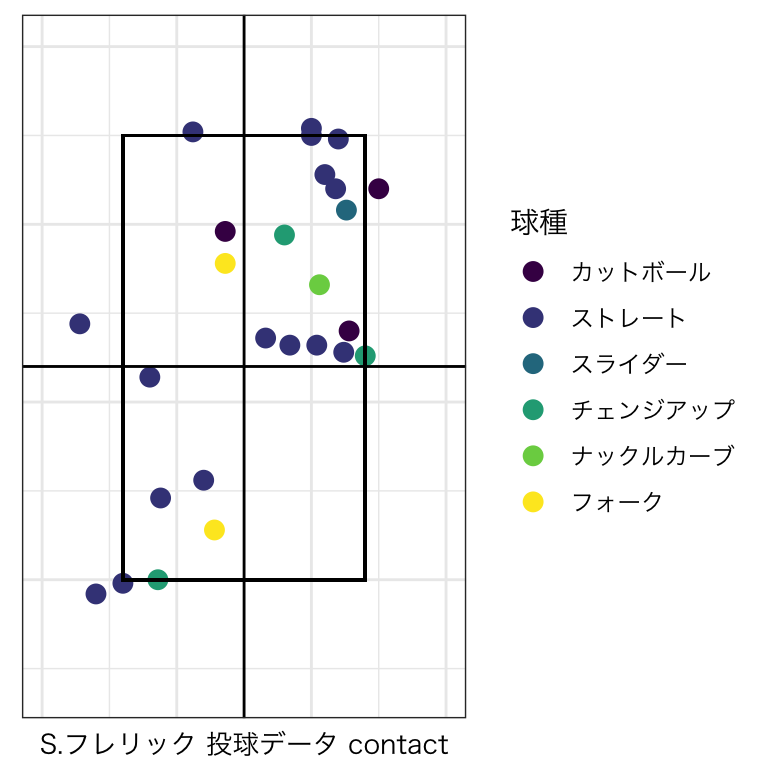 球種
カットボール
ストレート
スライダー
チェンジアップ
ナックルカーブ
フォーク
S.フレリック 投球データ contact